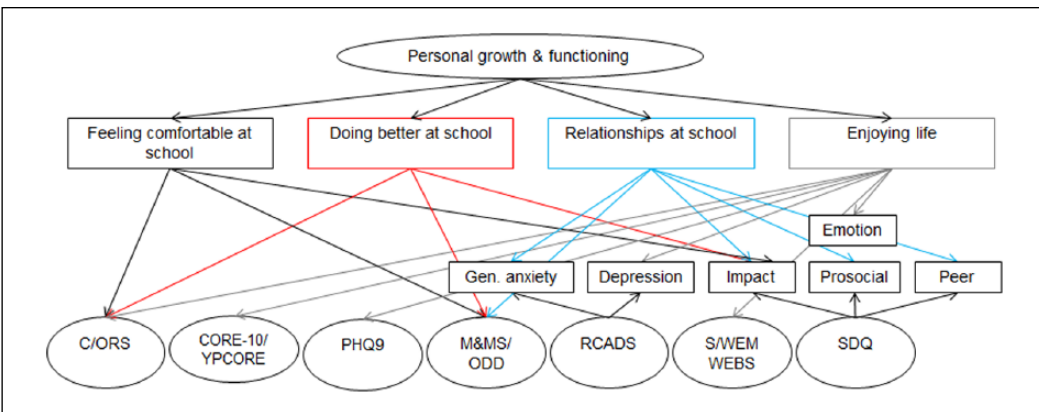 Personal growth & functioning
Feeling comfortable at
school
Doing better at school
Relationships at school
Enjoying life
Emotion
Gen. anxiety
Depression
Impact
Prosocial
Peer
C/ORS
CORE-10/
YPCORE
PHQ9
M&MS/
ODD
RCADS
S/WEM
WEBS
SDQ